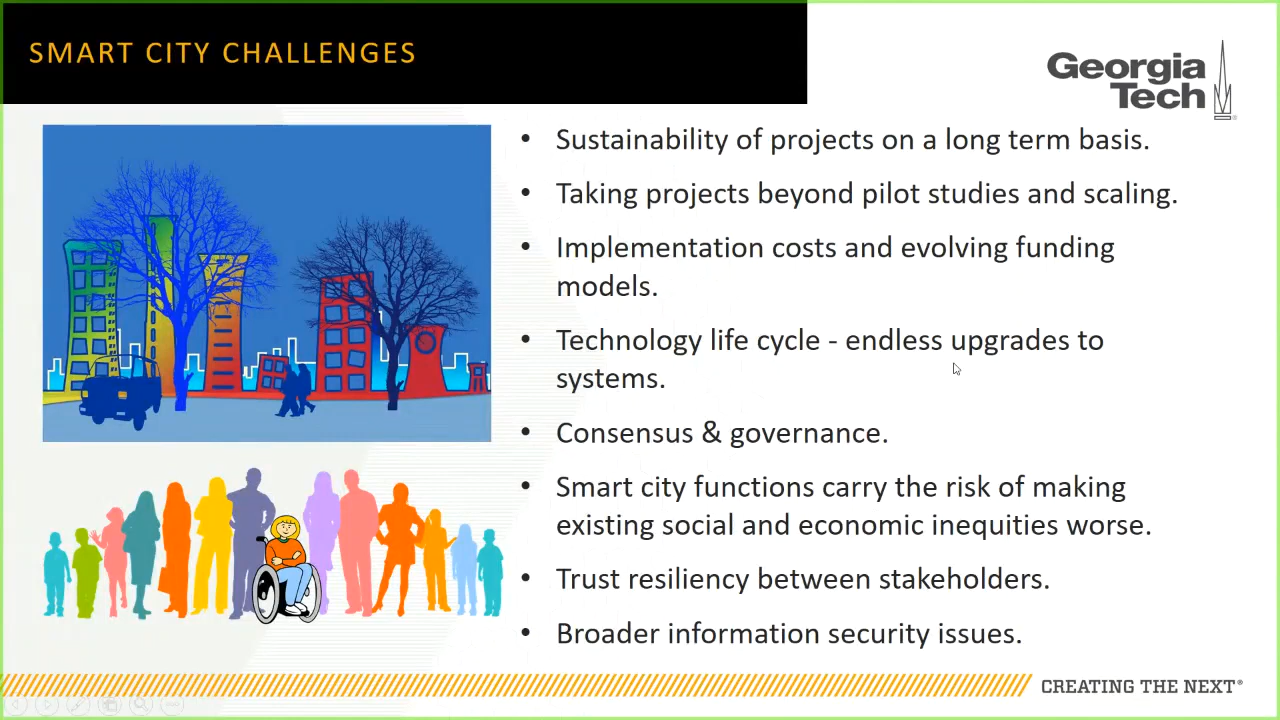 SMART CITY CHALLENGES
Georgia
Tech
• Sustainability of projects on a long term basis.
• Taking projects beyond pilot studies and scaling.
• Implementation costs and evolving funding
models.
• Technology life cycle - endless upgrades to
systems.
• Consensus & governance.
• Smart city functions carry the risk of making
existing social and economic inequities worse.
• Trust resiliency between stakeholders.
• Broader information security issues.
CREATING THE NEXT®